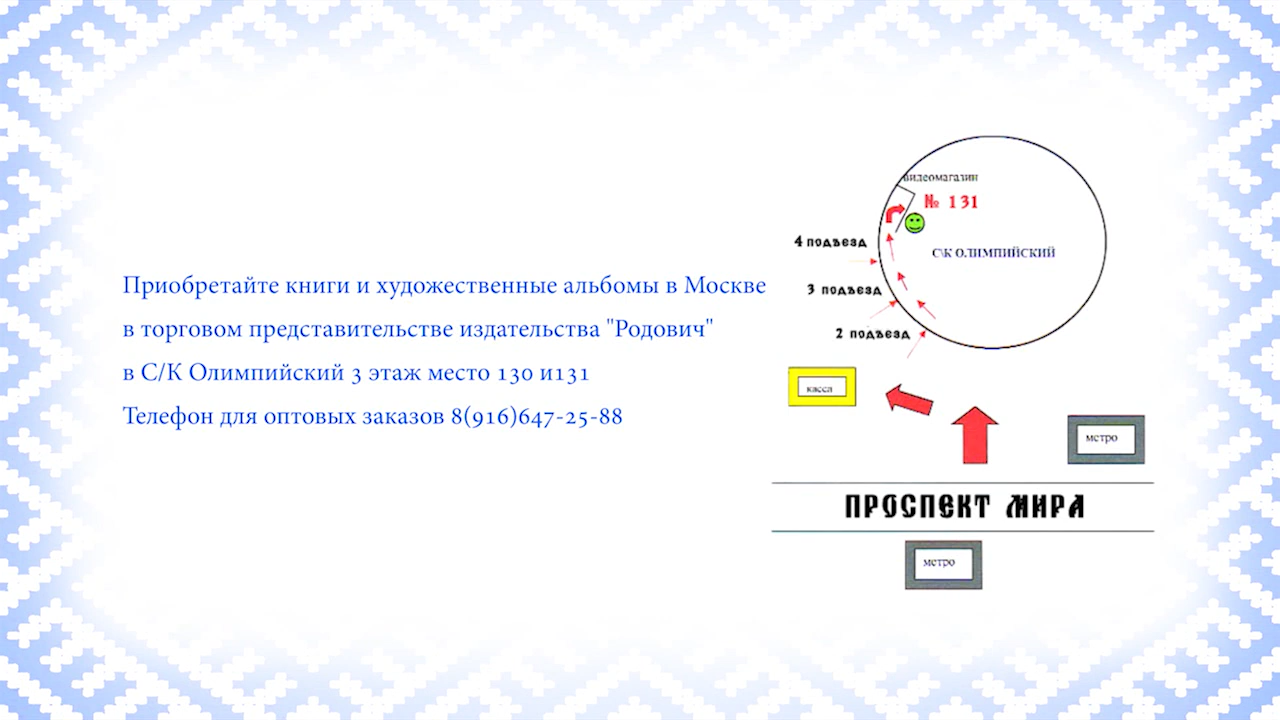 Приобретайте книги и художественные альбомы в Москве
в торговом представительстве издательства "Родович"
в С/К Олимпийский 3 этаж место 130 и131
Телефон для оптовых заказов 8(916)647-25-88
видеомагазин
№ 131
4 подъезд
С\К ОЛИМПИЙСКИЙ
3 подъезд
2 подъезд
касса
метро
ПРОСПЕКТ МИРА
метро